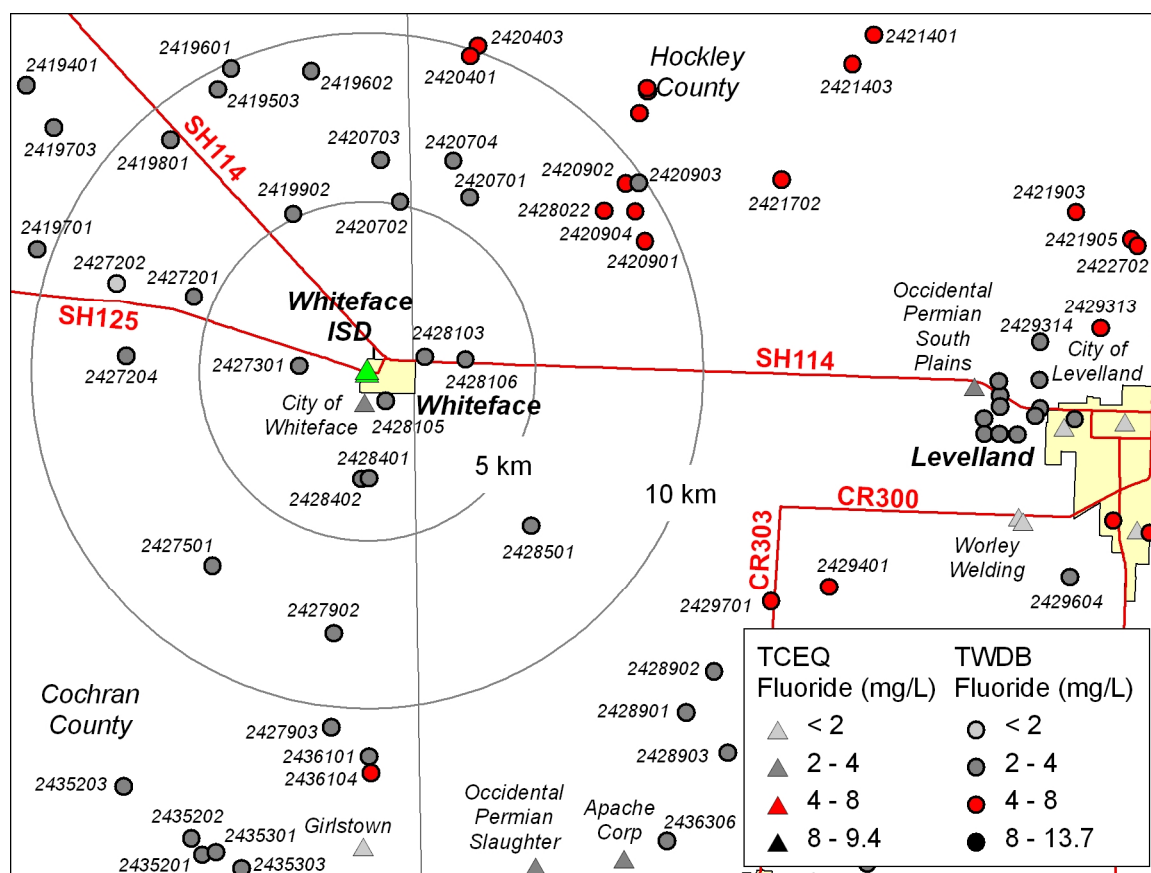 2419601
2420403
2421401
2419401
2419602
2420401
Hockley
County
2421403
2419503
SH114
2419703
2419801
2420703
2420704
2420902
2420903
2419902
2420701
2421702
2421903
2428022
2420702
2420904
2421905
2419701
2420901
2422702
2427202
2427201
Whiteface
ISD
Occidental
Permian
South
Plains
2429313
SH125
2428103
2429314
City of
Levelland
2427204
2427301
2428106
SH114
City of
Whiteface
Whiteface
2428105
Levelland
2428401
2428402
5 km
10 km
CR300
2428501
CR303
Worley
Welding
2427501
2429401
2429701
2429604
2427902
2428902
Cochran
County
2428901
2427903
2436101
2436104
2428903
2435203
Occidental
Permian
Slaughter
Apache
Corp
2436306
2435202
2435301
Girlstown
2435201
2435303
TCEQ
Fluoride (mg/L)
< 2
2 - 4
4 - 8
8 - 9.4
TWDB
Fluoride (mg/L)
< 2
2 - 4
4 - 8
8 - 13.7